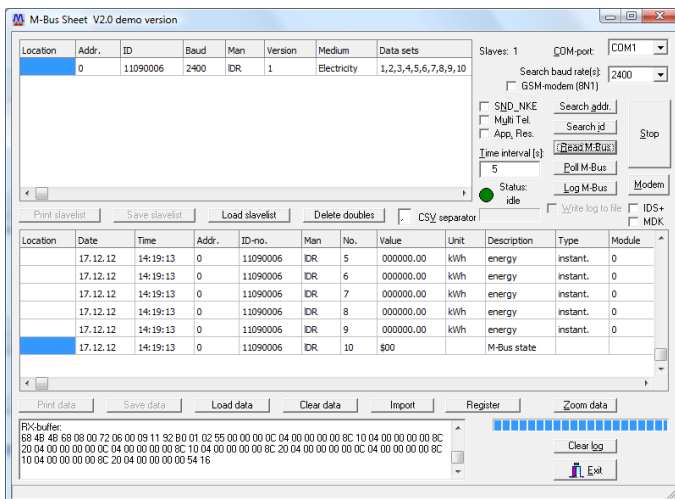 M-Bus Sheet V2.0 demo version
Location Addr. ID Baud Man Version Medium Data sets
0 11090006 2400 IDR 1 Electricity 1,2,3,4,5,6,7,8,9,10
Slaves: 1 COM-port: COM1
Search baud rate(s): 2400
GSM-modem (8N1)
SND_NKE Search addr.
Multi Tel.
App. Res. Search id Stop
Time interval [s]: Read M-Bus
5 Poll M-Bus
Status: Log M-Bus Modem
idle
Write log to file IDS+
MDK
Print slavelist Save slavelist Load slavelist Delete doubles , CSV separator
Location Date Time Addr. ID-no. Man No. Value Unit Description Type Module
17.12.12 14:19:13 0 11090006 IDR 5 000000.00 kWh energy instant. 0
17.12.12 14:19:13 0 11090006 IDR 6 000000.00 kWh energy instant. 0
17.12.12 14:19:13 0 11090006 IDR 7 000000.00 kWh energy instant. 0
17.12.12 14:19:13 0 11090006 IDR 8 000000.00 kWh energy instant. 0
17.12.12 14:19:13 0 11090006 IDR 9 000000.00 kWh energy instant. 0
17.12.12 14:19:13 0 11090006 IDR 10 $00 M-Bus state
Print data Save data Load data Clear data Import Register Zoom data
RX-buffer:
68 4B 4B 68 08 00 72 06 00 09 11 92 B0 01 02 55 00 00 00 0C 04 00 00 00 00 8C 10 04 00 00 00 00 8C
20 04 00 00 00 00 0C 04 00 00 00 00 8C 10 04 00 00 00 00 8C 20 04 00 00 00 00 0C 04 00 00 00 00 8C
10 04 00 00 00 00 8C 20 04 00 00 00 00 54 16
Clear log
Exit